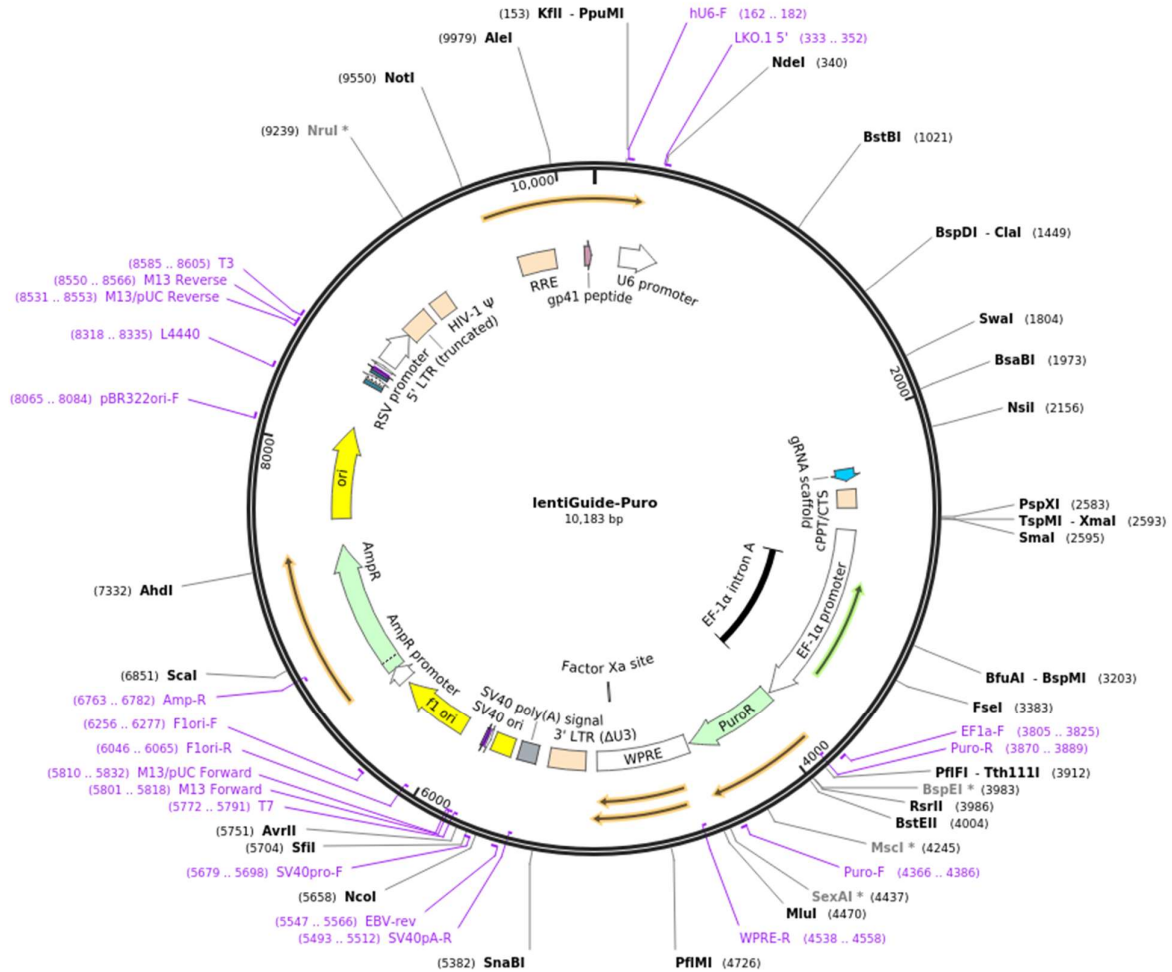 (153) KflI - PpuMI
hU6-F (162 .. 182)
LKO.1 5' (333 .. 352)
NdeI (340)
BstBI (1021)
BspDI - ClaI (1449)
SwaI (1804)
BsaBI (1973)
NsiI (2156)
PspXI (2583)
TspMI - XmaI (2593)
SmaI (2595)
BfuAI - BspMI (3203)
FseI (3383)
EF1a-F (3805 .. 3825)
Puro-R (3870 .. 3889)
PflFI - Tth111I (3912)
BspEI * (3983)
RsrII (3986)
BstEII (4004)
MscI * (4245)
Puro-F (4366 .. 4386)
SexAI * (4437)
MluI (4470)
WPRE-R (4538 .. 4558)
PflMI (4726)
(5382) SnaBI
(5493 .. 5512) SV40pA-R
(5547 .. 5566) EBV-rev
(5658) NcoI
(5679 .. 5698) SV40pro-F
(5704) SfiI
(5751) AvrII
(5772 .. 5791) T7
(5801 .. 5818) M13 Forward
(5810 .. 5832) M13/pUC Forward
(6046 .. 6065) F1ori-R
(6256 .. 6277) F1ori-F
(6763 .. 6782) Amp-R
(6851) ScaI
(7332) AhdI
(8065 .. 8084) pBR322ori-F
(8318 .. 8335) L4440
(8531 .. 8553) M13/pUC Reverse
(8550 .. 8566) M13 Reverse
(8585 .. 8605) T3
(9239) NruI *
(9550) NotI
(9979) AleI
10,000
2000
4000
6000
8000
RRE
gp41 peptide
U6 promoter
gRNA scaffold
cPPT/CTS
EF-1α promoter
EF-1α intron A
PuroR
WPRE
Factor Xa site
3' LTR (ΔU3)
SV40 poly(A) signal
SV40 ori
f1 ori
AmpR promoter
AmpR
ori
RSV promoter
5' LTR (truncated)
HIV-1 Ψ
lentiGuide-Puro
10,183 bp